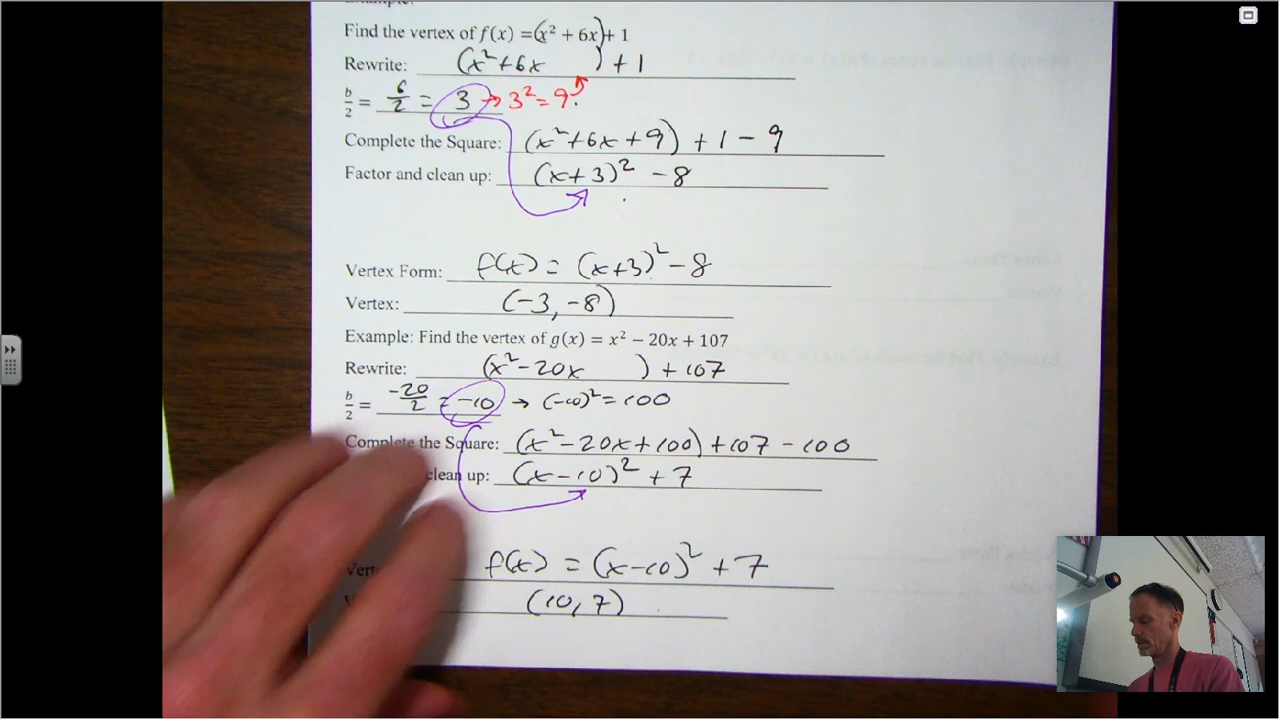 Find the vertex of f(x) =(x² + 6x)+ 1
Rewrite: (x²+6x      ) + 1
b/2 = 6/2 = 3 → 3² = 9
Complete the Square: (x²+6x+9) + 1 - 9
Factor and clean up: (x+3)² - 8
Vertex Form: f(x) = (x+3)² - 8
Vertex: (-3, -8)
Example: Find the vertex of g(x) = x² − 20x + 107
Rewrite: (x²-20x      ) + 107
b/2 = -20/2 = -10 → (-10)² = 100
Complete the Square: (x²-20x+100) + 107 - 100
clean up: (x-10)² + 7
f(x) = (x-10)² + 7
(10, 7)